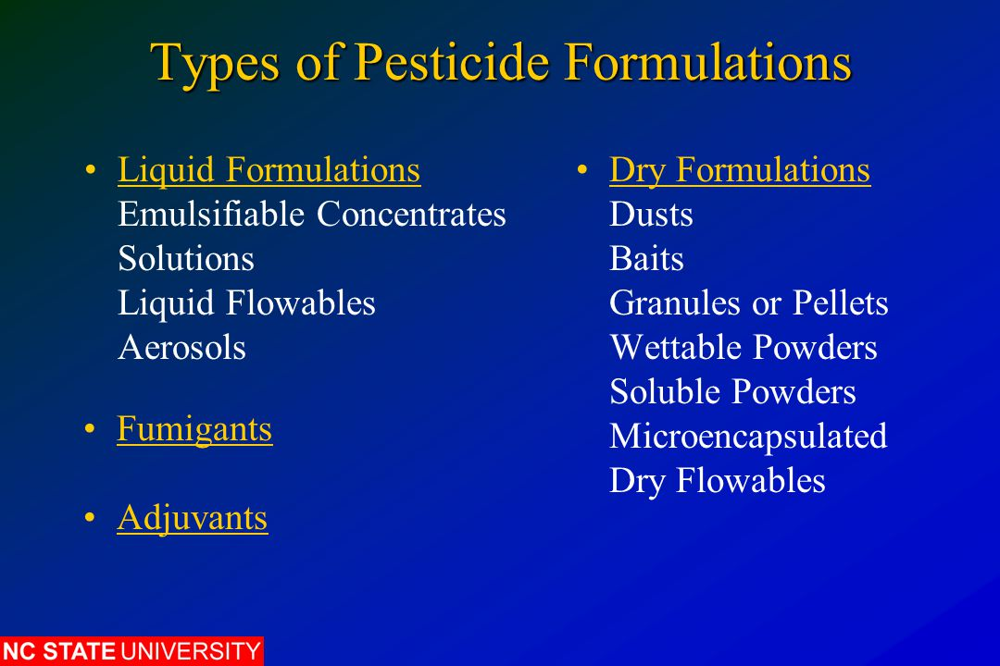 Types of Pesticide Formulations
• Liquid Formulations
Emulsifiable Concentrates
Solutions
Liquid Flowables
Aerosols
• Fumigants
• Adjuvants
• Dry Formulations
Dusts
Baits
Granules or Pellets
Wettable Powders
Soluble Powders
Microencapsulated
Dry Flowables
NC STATE UNIVERSITY